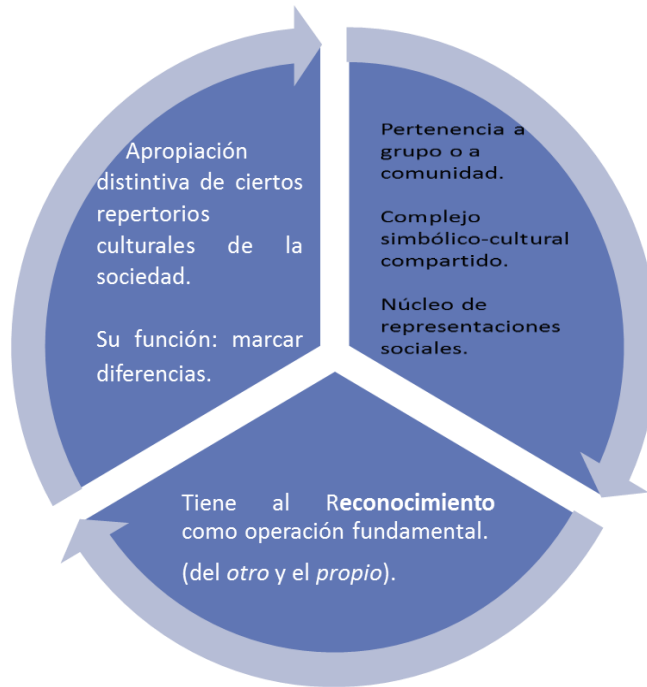 Apropiación
distintiva de ciertos
repertorios
culturales de la
sociedad.
Su función: marcar
diferencias.
Pertenencia a
grupo o a
comunidad.
Complejo
simbólico-cultural
compartido.
Núcleo de
representaciones
sociales.
Tiene al Reconocimiento
como operación fundamental.
(del otro y el propio).